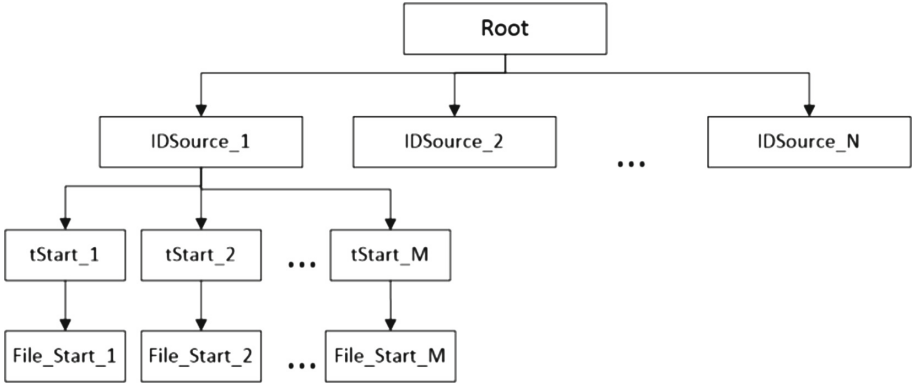 Root
IDSource_1
IDSource_2
...
IDSource_N
tStart_1
tStart_2
...
tStart_M
File_Start_1
File_Start_2
...
File_Start_M